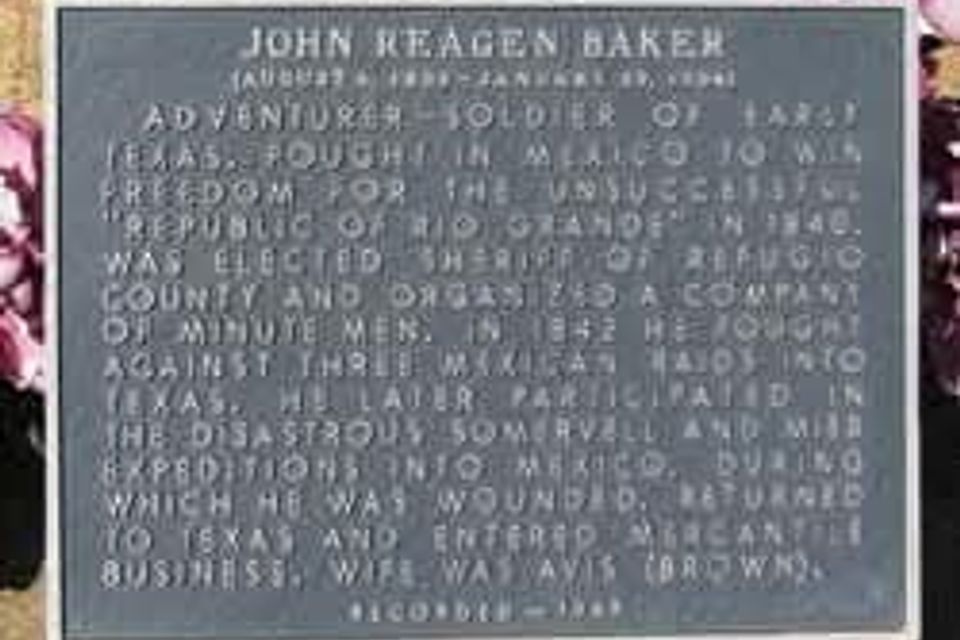 JOHN REAGEN BAKER
ADVENTURER - SOLDIER OF EARLY
TEXAS. FOUGHT IN MEXICO TO WIN
FREEDOM FOR THE UNSUCCESSFUL
"REPUBLIC OF RIO GRANDE" IN 1840.
WAS ELECTED SHERIFF OF REFUGIO
COUNTY AND ORGANIZED A COMPANY
OF MINUTE MEN. IN 1842 HE FOUGHT
AGAINST THREE MEXICAN RAIDS INTO
TEXAS. HE LATER PARTICIPATED IN
THE DISASTROUS SOMERVELL AND MIER
EXPEDITIONS INTO MEXICO, DURING
WHICH HE WAS WOUNDED. RETURNED
TO TEXAS AND ENTERED MERCANTILE
BUSINESS. WIFE WAS AVIS (BROWN).
RECORDED —